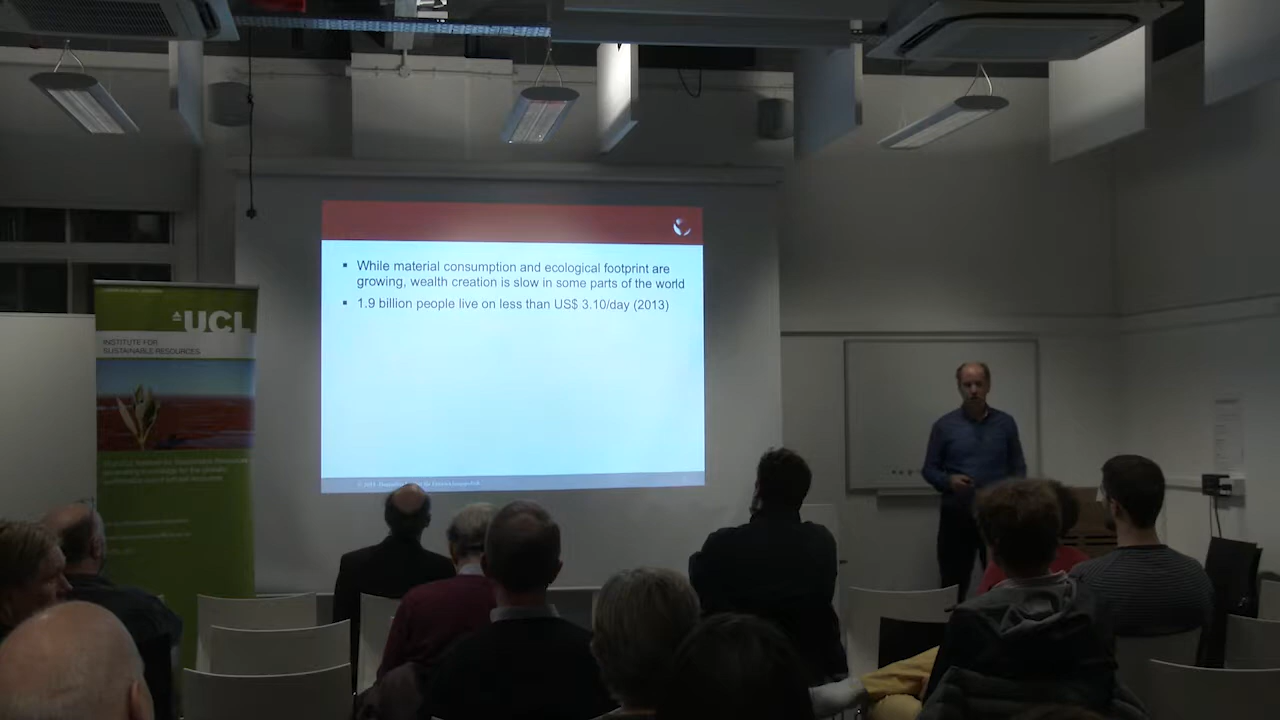 ▪ While material consumption and ecological footprint are
growing, wealth creation is slow in some parts of the world
▪ 1.9 billion people live on less than US$ 3.10/day (2013)
UCL
INSTITUTE FOR
SUSTAINABLE RESOURCES